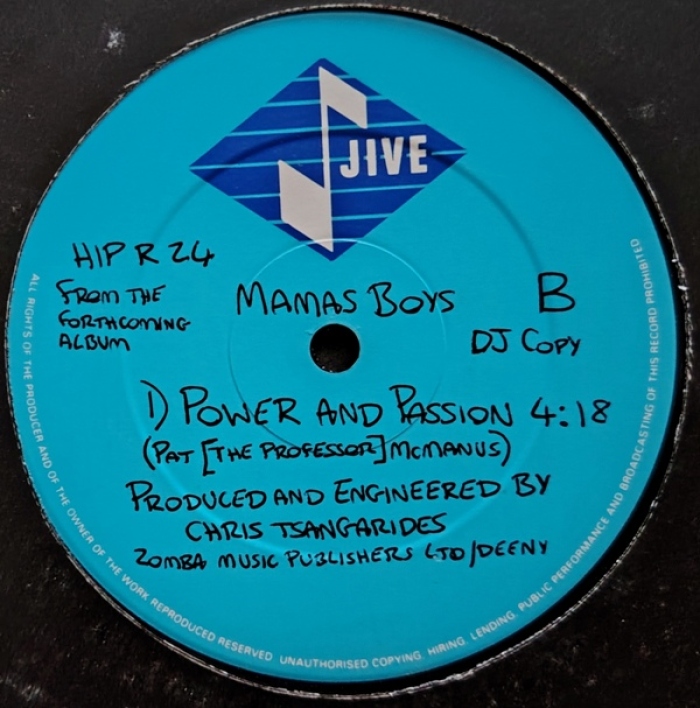 JIVE
HIP R 24
FROM THE
FORTHCOMING
ALBUM
MAMAS BOYS
B
DJ COPY
1) POWER AND PASSION 4:18
(PAT [THE PROFESSOR] MCMANUS)
PRODUCED AND ENGINEERED BY
CHRIS TSANGARIDES
ZOMBA MUSIC PUBLISHERS LTD/DEENY
ALL RIGHTS OF THE PRODUCER AND OF THE OWNER OF THE WORK REPRODUCED RESERVED. UNAUTHORISED COPYING. HIRING. LENDING. PUBLIC PERFORMANCE AND BROADCASTING OF THIS RECORD PROHIBITED